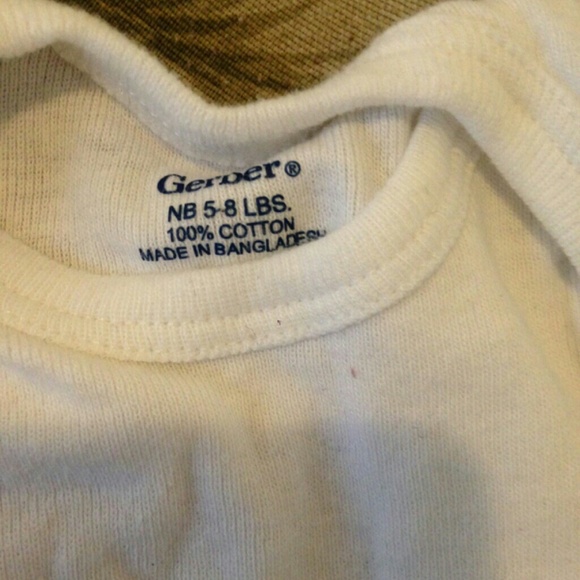 Gerber®
NB 5-8 LBS.
100% COTTON
MADE IN BANGLADESH